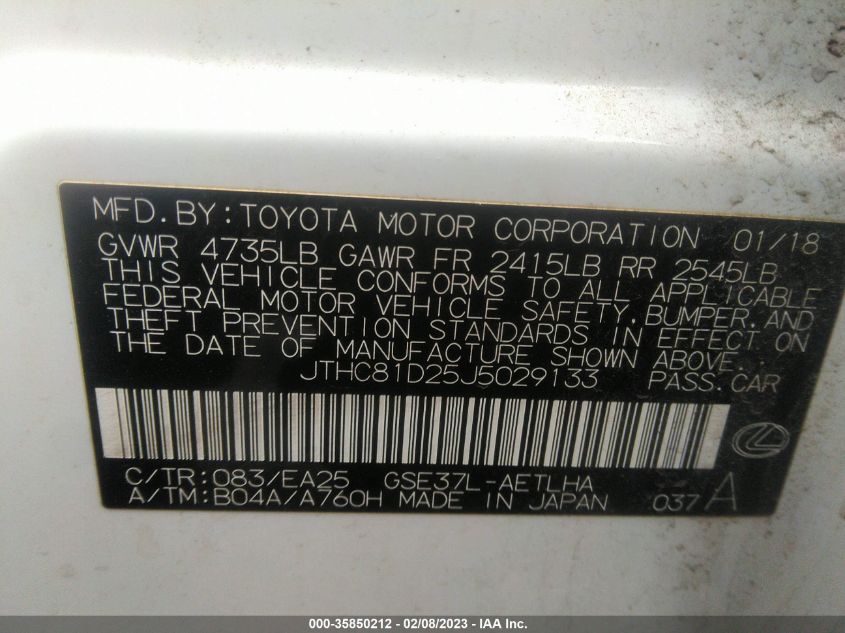 MFD.BY:TOYOTA MOTOR CORPORATION 01/18
GVWR 4735LB GAWR FR 2415LB RR 2545LB
THIS VEHICLE CONFORMS TO ALL APPLICABLE
FEDERAL MOTOR VEHICLE SAFETY,BUMPER,AND
THEFT PREVENTION STANDARDS IN EFFECT ON
THE DATE OF MANUFACTURE SHOWN ABOVE.
JTHC81D25J5029133 PASS.CAR
C/TR:083/EA25 GSE37L-AETLHA
A/TM:B04A/A760H MADE IN JAPAN 037A
000-35850212 - 02/08/2023 - IAA Inc.